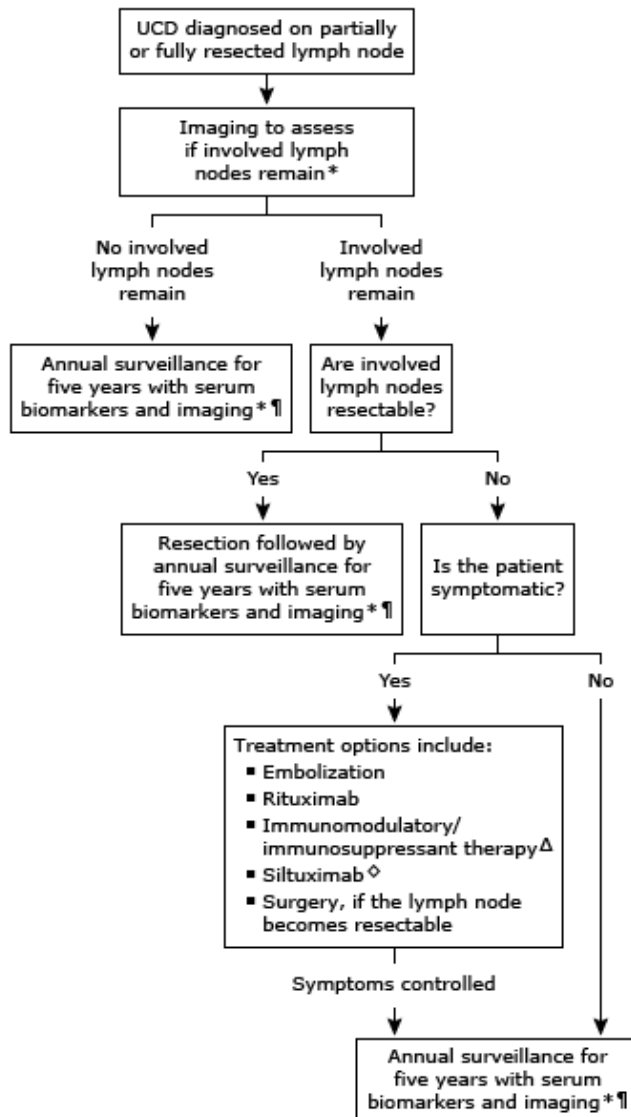 UCD diagnosed on partially
or fully resected lymph node
Imaging to assess
if involved lymph
nodes remain*
No involved
lymph nodes
remain
Involved
lymph nodes
remain
Annual surveillance for
five years with serum
biomarkers and imaging*¶
Are involved
lymph nodes
resectable?
Yes
No
Resection followed by
annual surveillance for
five years with serum
biomarkers and imaging*¶
Is the patient
symptomatic?
Yes
No
Treatment options include:
▪ Embolization
▪ Rituximab
▪ Immunomodulatory/
immunosuppressant therapyΔ
▪ Siltuximab◇
▪ Surgery, if the lymph node
becomes resectable
Symptoms controlled
Annual surveillance for
five years with serum
biomarkers and imaging*¶